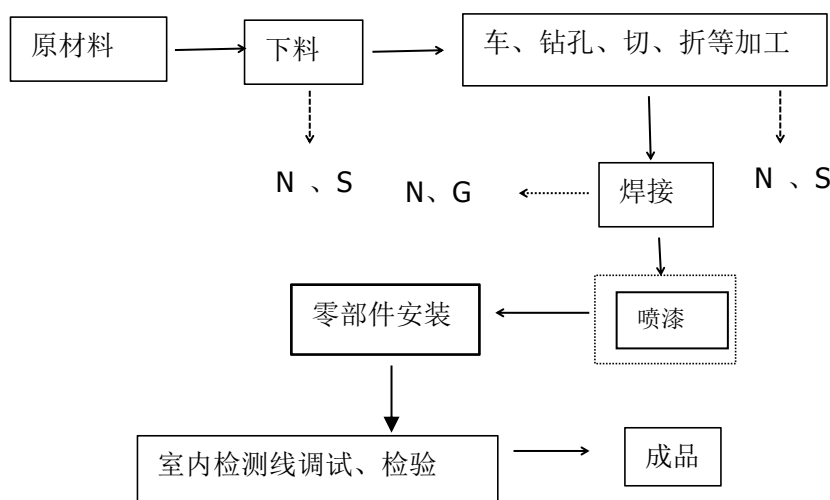 原材料
下料
车、钻孔、切、折等加工
N 、S
N、G
焊接
N 、S
零部件安装
喷漆
室内检测线调试、检验
成品